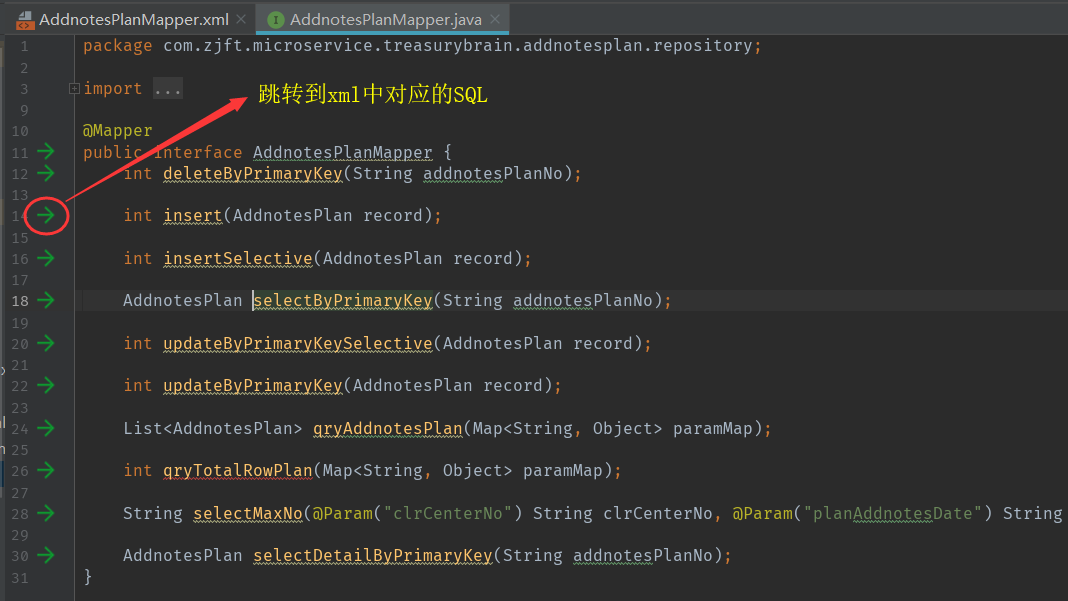 AddnotesPlanMapper.xml × I AddnotesPlanMapper.java ×
1 package com.zjft.microservice.treasurybrain.addnotesplan.repository;
2
3 import ...
9 跳转到xml中对应的SQL
10 @Mapper
11 public interface AddnotesPlanMapper {
12 int deleteByPrimaryKey(String addnotesPlanNo);
13
14 int insert(AddnotesPlan record);
15
16 int insertSelective(AddnotesPlan record);
17
18 AddnotesPlan selectByPrimaryKey(String addnotesPlanNo);
19
20 int updateByPrimaryKeySelective(AddnotesPlan record);
21
22 int updateByPrimaryKey(AddnotesPlan record);
23
24 List<AddnotesPlan> qryAddnotesPlan(Map<String, Object> paramMap);
25
26 int qryTotalRowPlan(Map<String, Object> paramMap);
27
28 String selectMaxNo(@Param("clrCenterNo") String clrCenterNo, @Param("planAddnotesDate") String
29
30 AddnotesPlan selectDetailByPrimaryKey(String addnotesPlanNo);
31 }